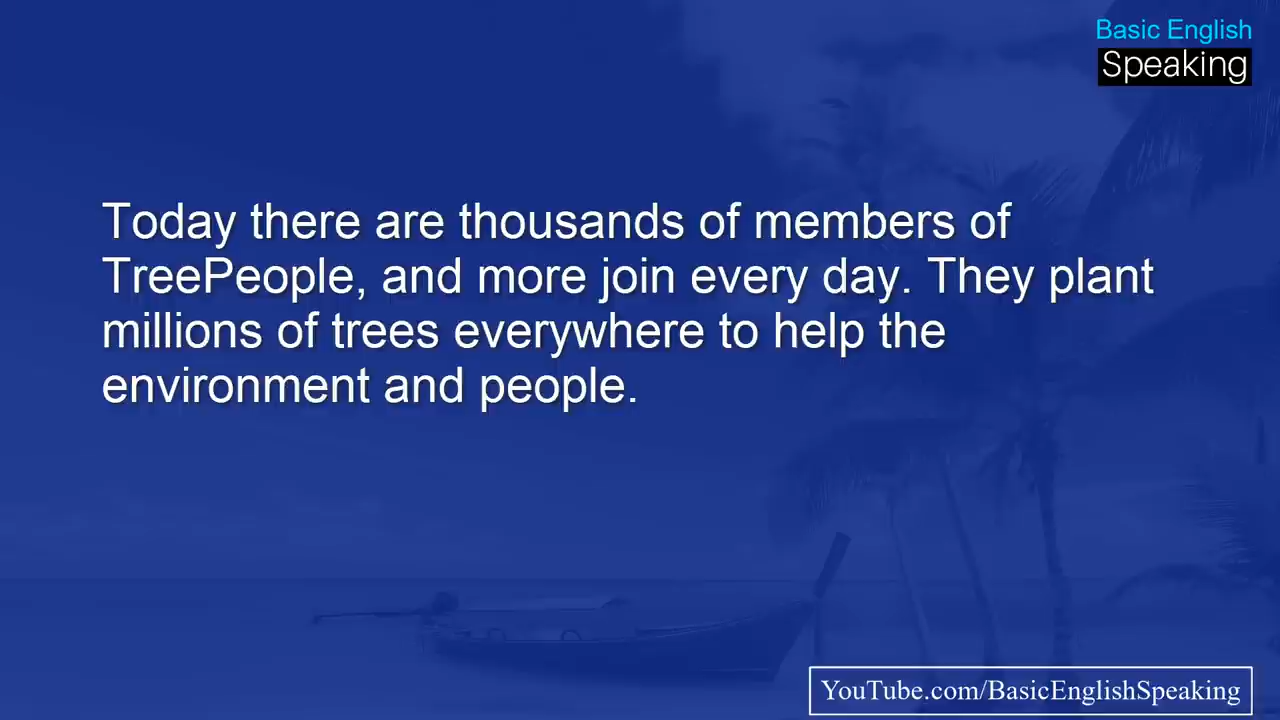 Basic English
Speaking
Today there are thousands of members of
TreePeople, and more join every day. They plant
millions of trees everywhere to help the
environment and people.
YouTube.com/BasicEnglishSpeaking